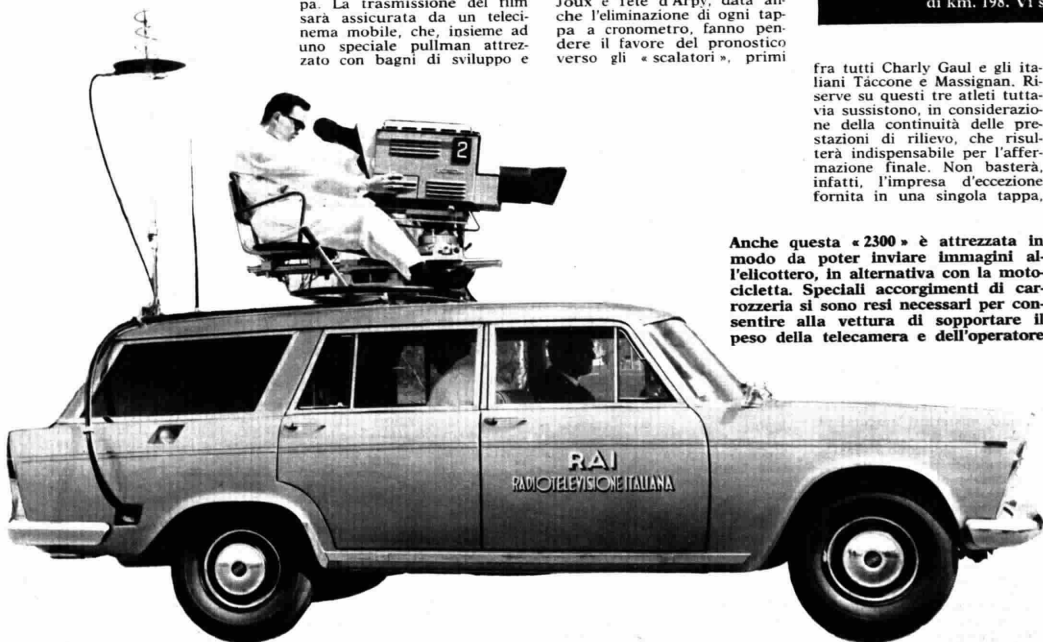 pa. La trasmissione del film
sarà assicurata da un teleci-
nema mobile, che, insieme ad
uno speciale pullman attrez-
zato con bagni di sviluppo e
Joux e Tête d'Arpy, data an-
che l'eliminazione di ogni tap-
pa a cronometro, fanno pen-
dere il favore del pronostico
verso gli « scalatori », primi
di km. 198. Vi s
fra tutti Charly Gaul e gli ita-
liani Táccone e Massignan. Ri-
serve su questi tre atleti tutta-
via sussistono, in considerazio-
ne della continuità delle pre-
stazioni di rilievo, che risul-
terà indispensabile per l'affer-
mazione finale. Non basterà,
infatti, l'impresa d'eccezione
fornita in una singola tappa,
Anche questa « 2300 » è attrezzata in
modo da poter inviare immagini al-
l'elicottero, in alternativa con la moto-
cicletta. Speciali accorgimenti di car-
rozzeria si sono resi necessari per con-
sentire alla vettura di sopportare il
peso della telecamera e dell'operatore
2
RAI
RADIOTELEVISIONE ITALIANA